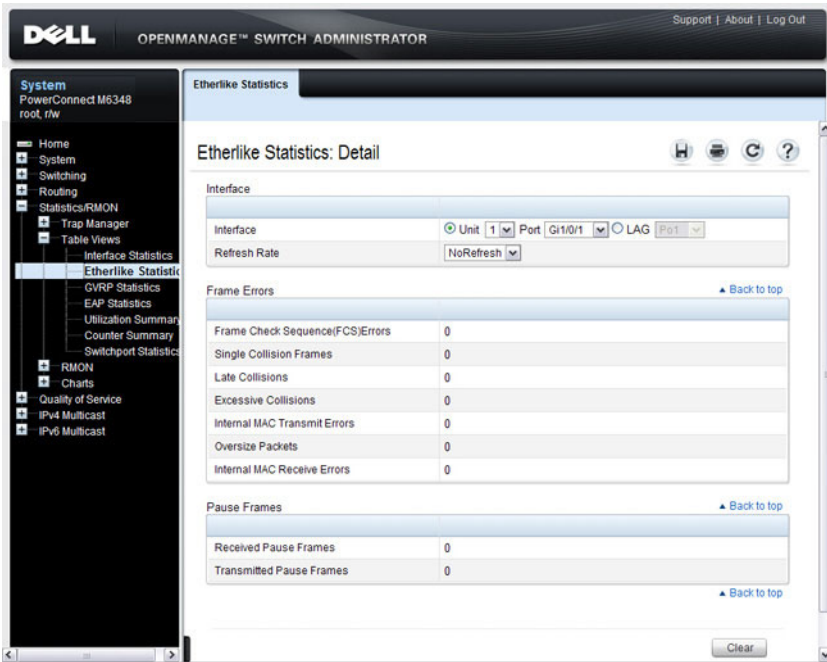 Support | About | Log Out
DELL OPENMANAGE™ SWITCH ADMINISTRATOR
System
PowerConnect M6348
root, r/w
Home
System
Switching
Routing
Statistics/RMON
Trap Manager
Table Views
Interface Statistics
Etherlike Statistic
GVRP Statistics
EAP Statistics
Utilization Summary
Counter Summary
Switchport Statistics
RMON
Charts
Quality of Service
IPv4 Multicast
IPv6 Multicast
Etherlike Statistics
Etherlike Statistics: Detail
Interface
Interface Unit 1 Port Gi1/0/1 LAG Po1
Refresh Rate NoRefresh
Frame Errors Back to top
Frame Check Sequence(FCS)Errors 0
Single Collision Frames 0
Late Collisions 0
Excessive Collisions 0
Internal MAC Transmit Errors 0
Oversize Packets 0
Internal MAC Receive Errors 0
Pause Frames Back to top
Received Pause Frames 0
Transmitted Pause Frames 0
Back to top
Clear